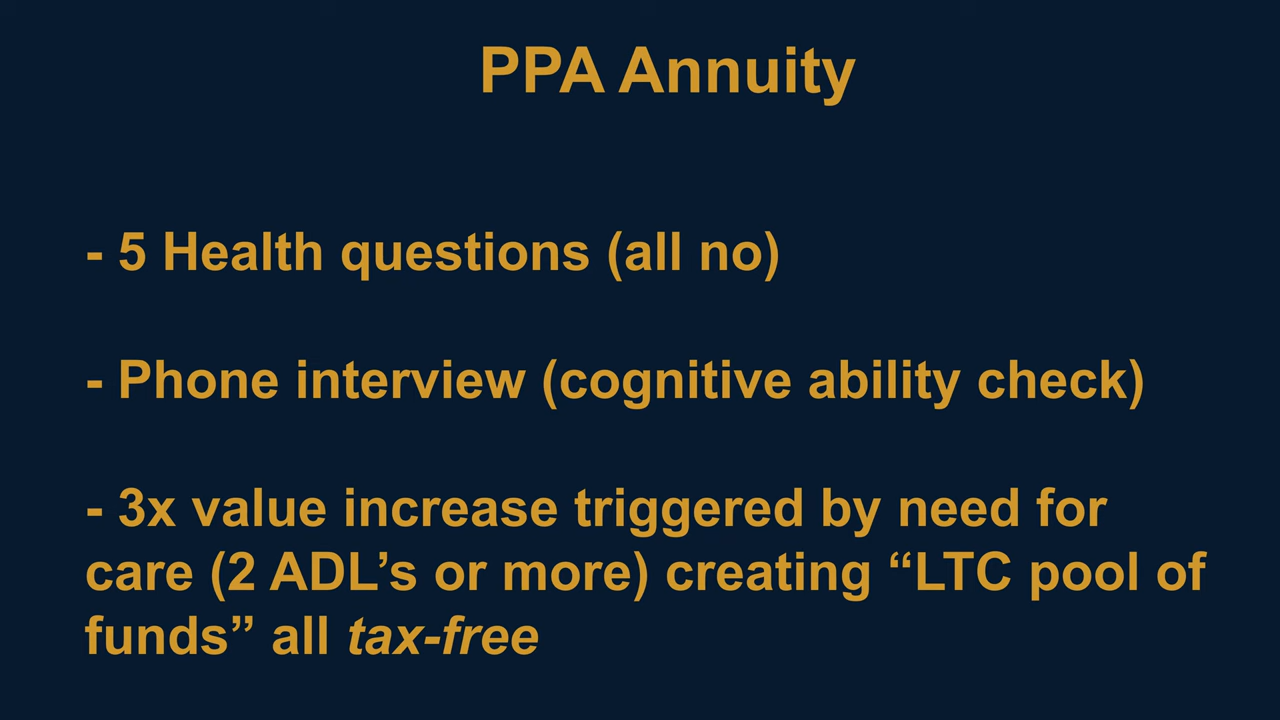 PPA Annuity
- 5 Health questions (all no)
- Phone interview (cognitive ability check)
- 3x value increase triggered by need for
care (2 ADL’s or more) creating “LTC pool of
funds” all tax-free